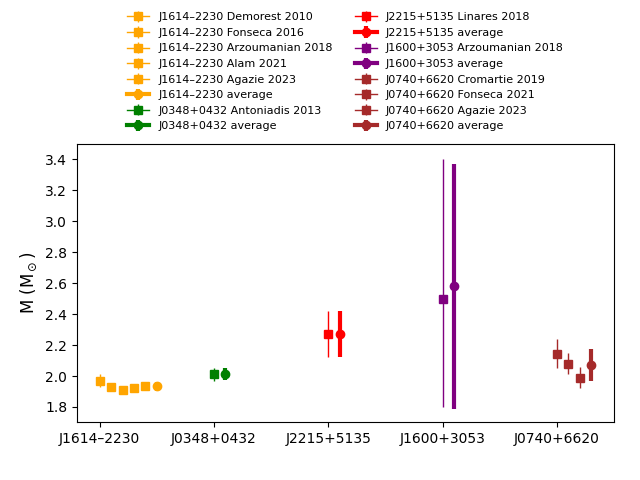 J1614–2230 Demorest 2010
J1614–2230 Fonseca 2016
J1614–2230 Arzoumanian 2018
J1614–2230 Alam 2021
J1614–2230 Agazie 2023
J1614–2230 average
J0348+0432 Antoniadis 2013
J0348+0432 average
J2215+5135 Linares 2018
J2215+5135 average
J1600+3053 Arzoumanian 2018
J1600+3053 average
J0740+6620 Cromartie 2019
J0740+6620 Fonseca 2021
J0740+6620 Agazie 2023
J0740+6620 average
M (M⊙)
3.4
3.2
3.0
2.8
2.6
2.4
2.2
2.0
1.8
J1614–2230
J0348+0432
J2215+5135
J1600+3053
J0740+6620